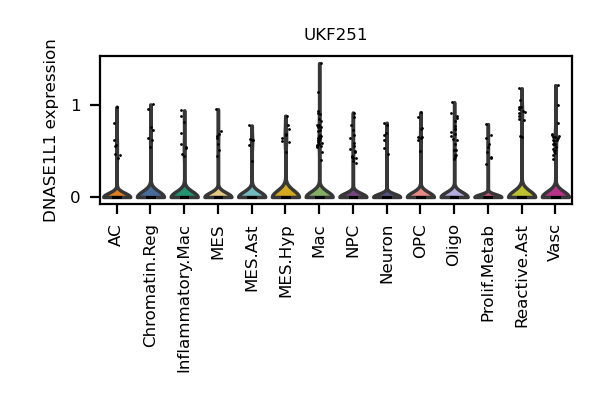 UKF251
DNASE1L1 expression
1
0
AC
Chromatin.Reg
Inflammatory.Mac
MES
MES.Ast
MES.Hyp
Mac
NPC
Neuron
OPC
Oligo
Prolif.Metab
Reactive.Ast
Vasc